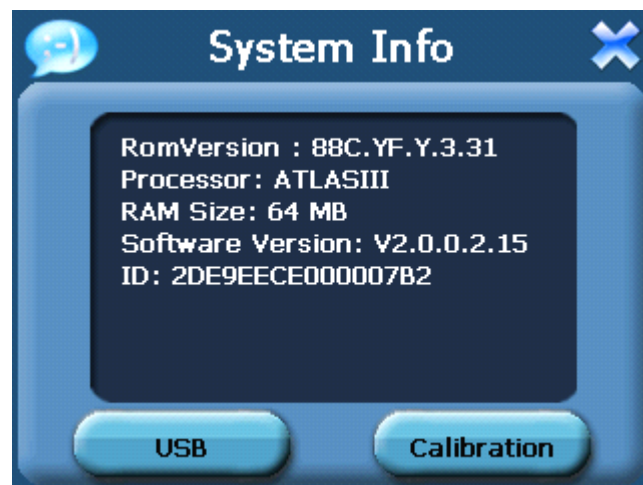 System Info
RomVersion : 88C.YF.Y.3.31
Processor: ATLASIII
RAM Size: 64 MB
Software Version: V2.0.0.2.15
ID: 2DE9EECE000007B2
USB
Calibration